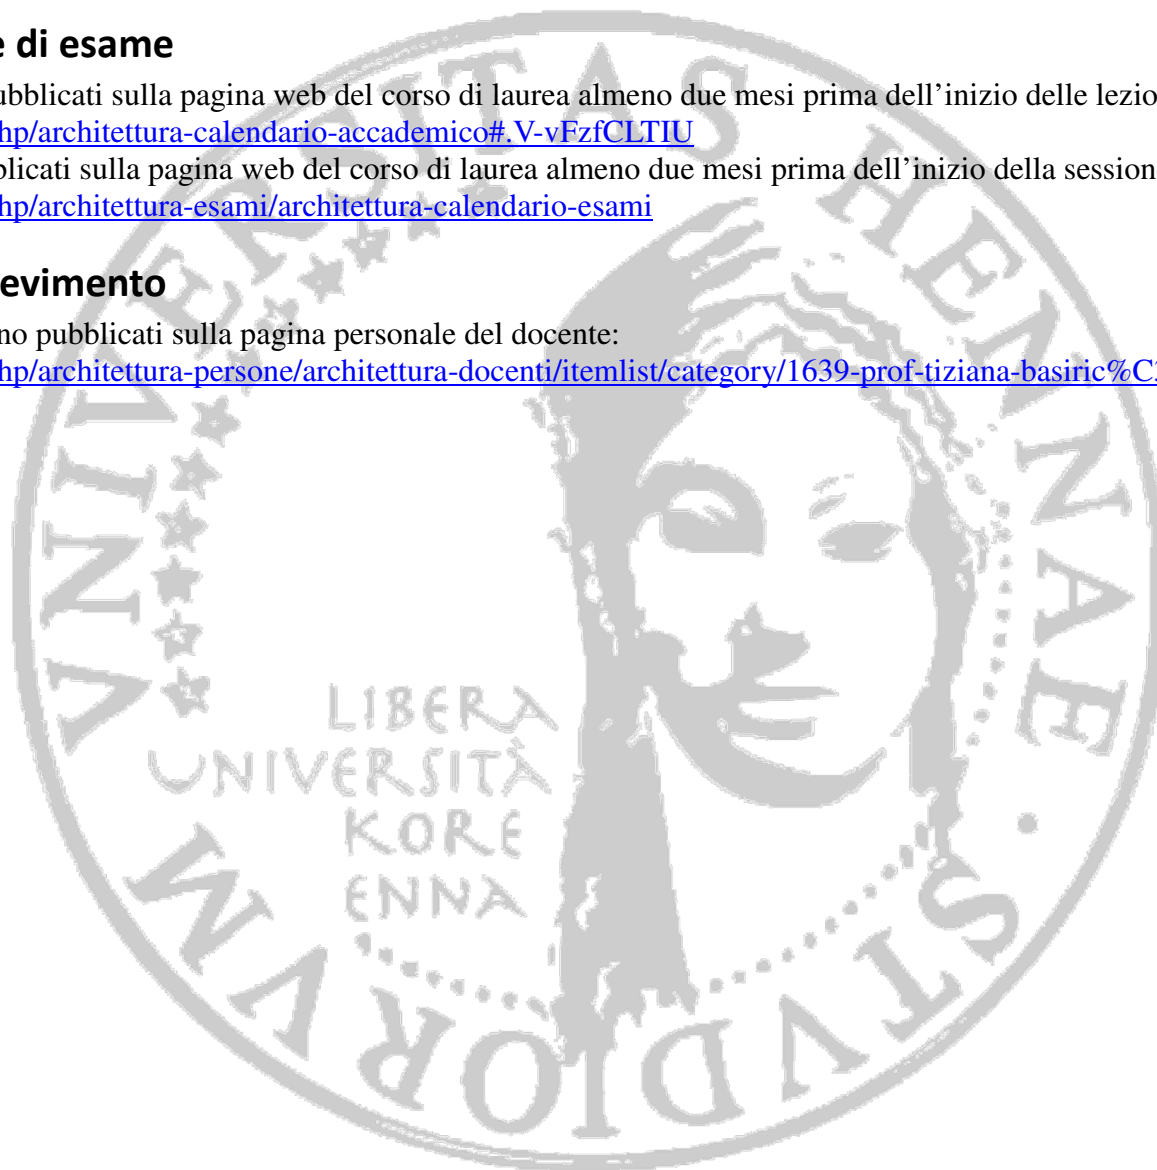 e di esame
ubblicati sulla pagina web del corso di laurea almeno due mesi prima dell’inizio delle lezio
hp/architettura-calendario-accademico#.V-vFzfCLTIU
blicati sulla pagina web del corso di laurea almeno due mesi prima dell’inizio della session
hp/architettura-esami/architettura-calendario-esami
evimento
no pubblicati sulla pagina personale del docente:
hp/architettura-persone/architettura-docenti/itemlist/category/1639-prof-tiziana-basiric%C
VNIVERSITAS HENNAE · STVDIORVM
LIBERA
UNIVERSITÀ
KORE
ENNA